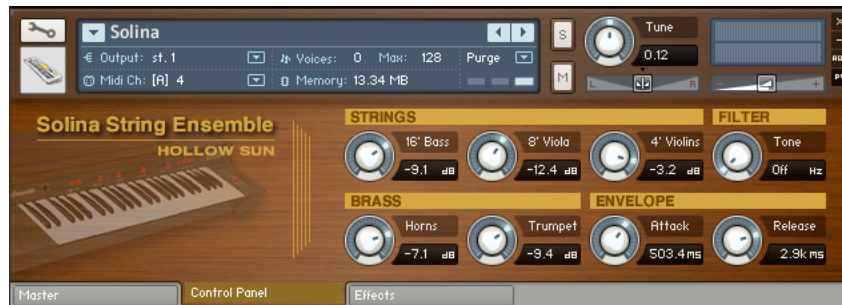 Solina
S
Tune
Output: st.1
Voices: 0 Max: 128 Purge
0.12
Midi Ch: [A] 4
Memory: 13.34 MB
M
L R
- +
Solina String Ensemble
HOLLOW SUN
STRINGS
FILTER
16' Bass
8' Viola
4' Violins
Tone
-9.1 dB
-12.4 dB
-3.2 dB
Off Hz
BRASS
ENVELOPE
Horns
Trumpet
Attack
Release
-7.1 dB
-9.4 dB
503.4 ms
2.9k ms
Master
Control Panel
Effects